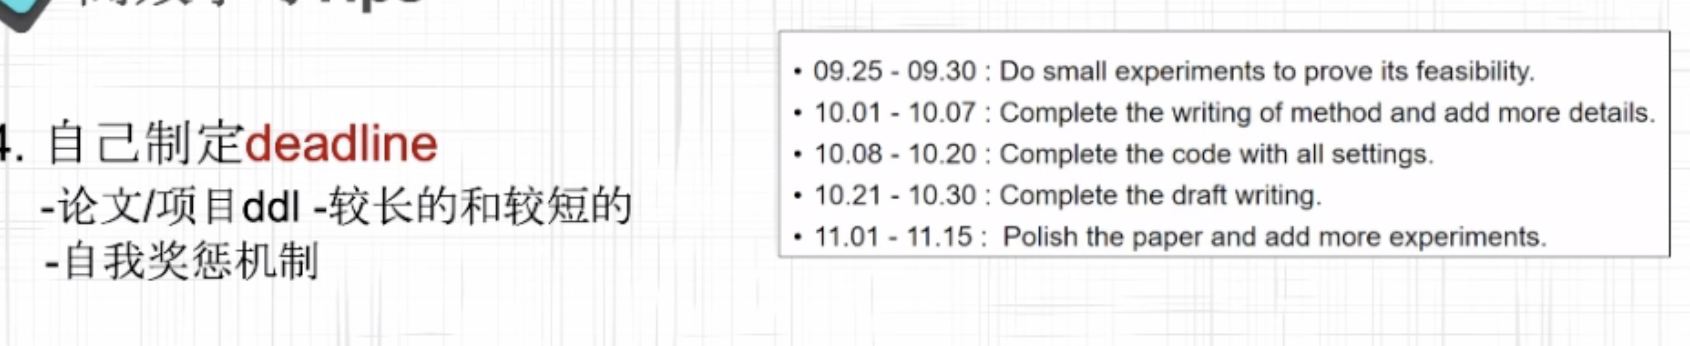 Tips
4. 自己制定deadline
-论文/项目ddl -较长的和较短的
-自我奖惩机制
• 09.25 - 09.30 : Do small experiments to prove its feasibility.
• 10.01 - 10.07 : Complete the writing of method and add more details.
• 10.08 - 10.20 : Complete the code with all settings.
• 10.21 - 10.30 : Complete the draft writing.
• 11.01 - 11.15 : Polish the paper and add more experiments.